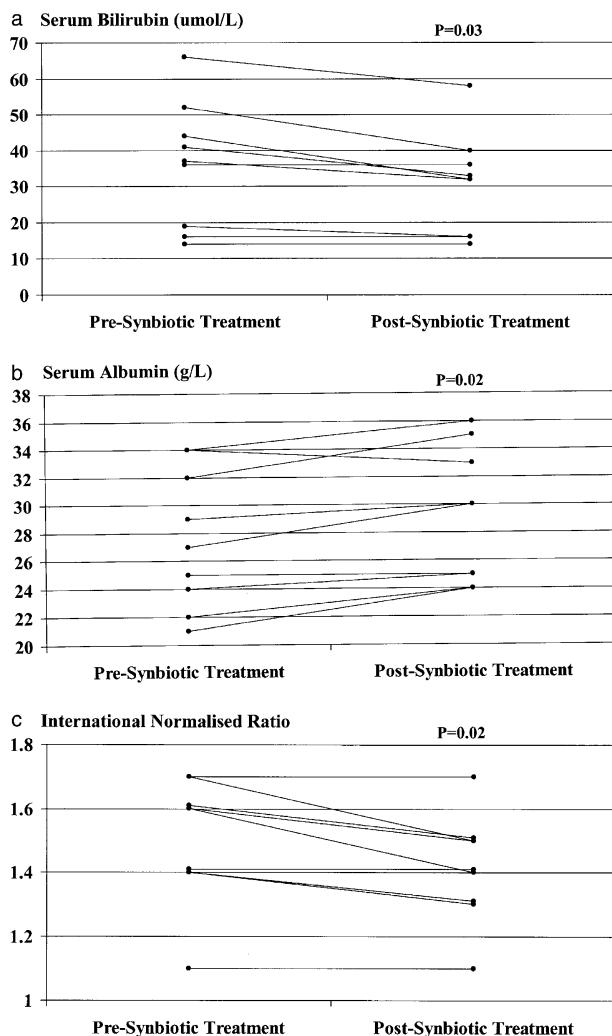 a Serum Bilirubin (umol/L)
P=0.03
70
60
50
40
30
20
10
0
Pre-Synbiotic Treatment Post-Synbiotic Treatment
b Serum Albumin (g/L)
P=0.02
38
36
34
32
30
28
26
24
22
20
Pre-Synbiotic Treatment Post-Synbiotic Treatment
c International Normalised Ratio
P=0.02
1.8
1.6
1.4
1.2
1
Pre-Synbiotic Treatment Post-Synbiotic Treatment